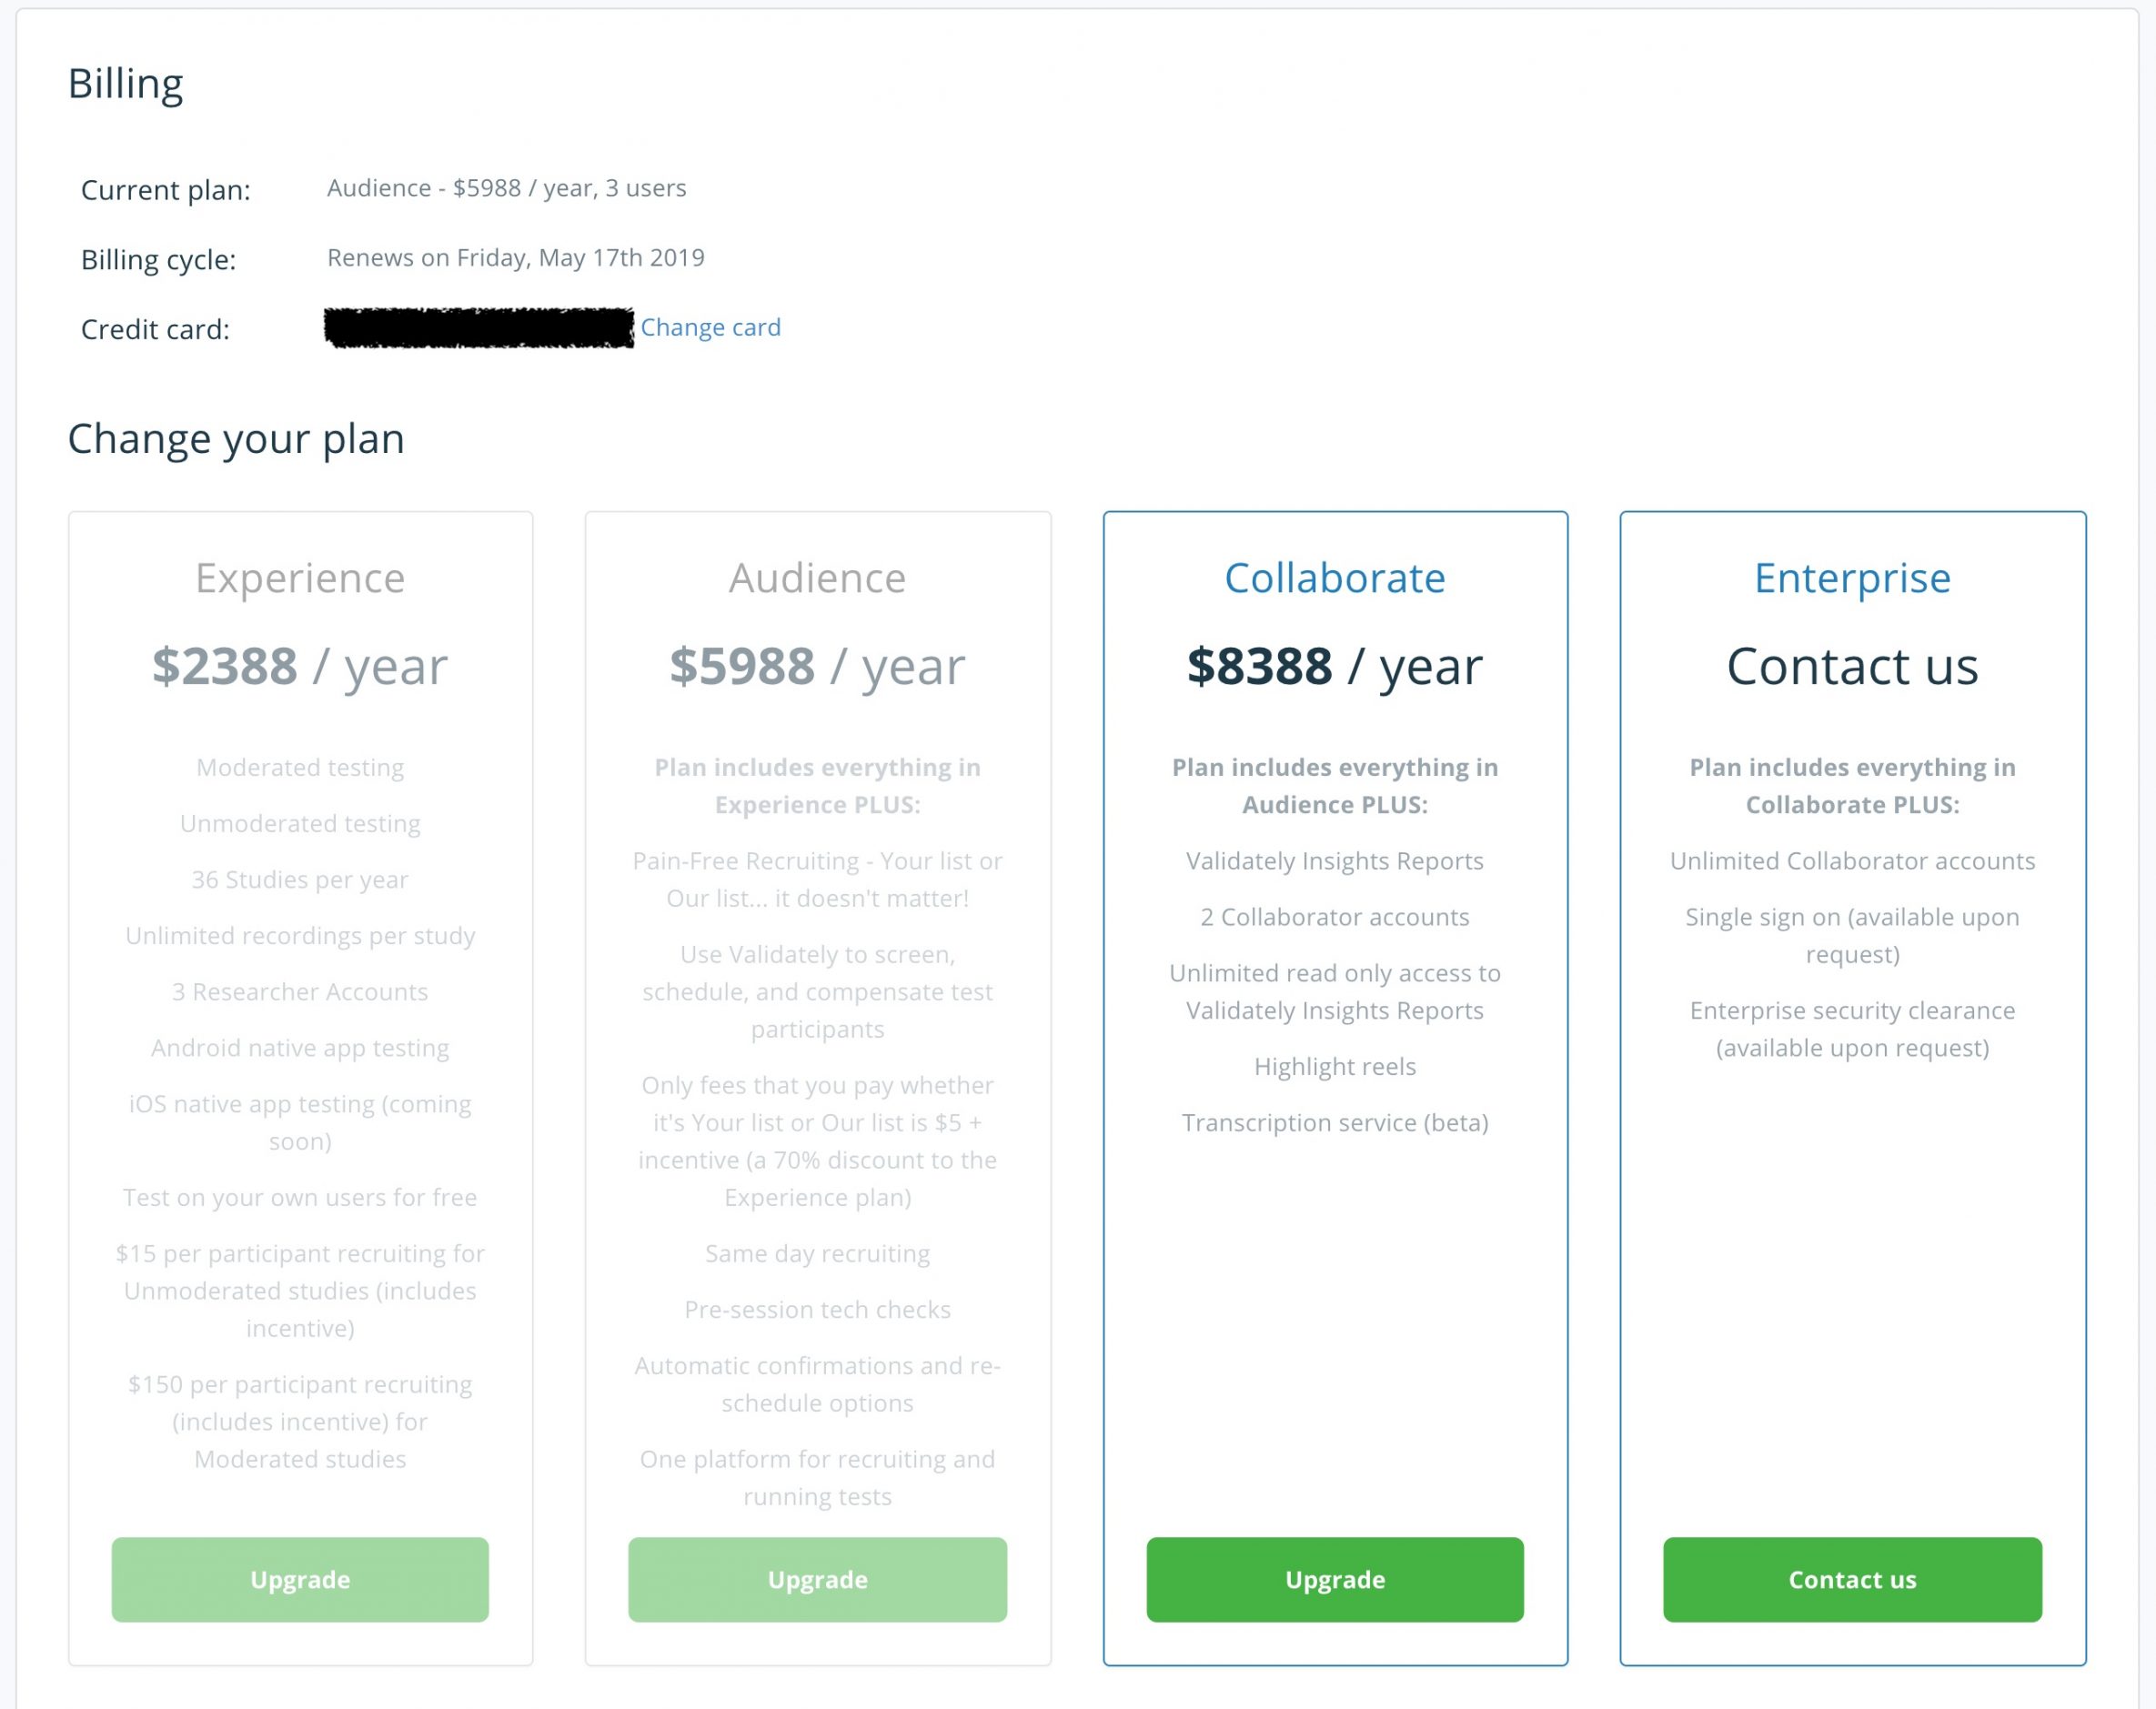 Billing
Current plan: Audience - $5988 / year, 3 users
Billing cycle: Renews on Friday, May 17th 2019
Credit card: Change card
Change your plan
Experience
$2388 / year
Moderated testing
Unmoderated testing
36 Studies per year
Unlimited recordings per study
3 Researcher Accounts
Android native app testing
iOS native app testing (coming
soon)
Test on your own users for free
$15 per participant recruiting for
Unmoderated studies (includes
incentive)
$150 per participant recruiting
(includes incentive) for
Moderated studies
Upgrade
Audience
$5988 / year
Plan includes everything in
Experience PLUS:
Pain-Free Recruiting - Your list or
Our list... it doesn't matter!
Use Validately to screen,
schedule, and compensate test
participants
Only fees that you pay whether
it's Your list or Our list is $5 +
incentive (a 70% discount to the
Experience plan)
Same day recruiting
Pre-session tech checks
Automatic confirmations and re-
schedule options
One platform for recruiting and
running tests
Upgrade
Collaborate
$8388 / year
Plan includes everything in
Audience PLUS:
Validately Insights Reports
2 Collaborator accounts
Unlimited read only access to
Validately Insights Reports
Highlight reels
Transcription service (beta)
Upgrade
Enterprise
Contact us
Plan includes everything in
Collaborate PLUS:
Unlimited Collaborator accounts
Single sign on (available upon
request)
Enterprise security clearance
(available upon request)
Contact us